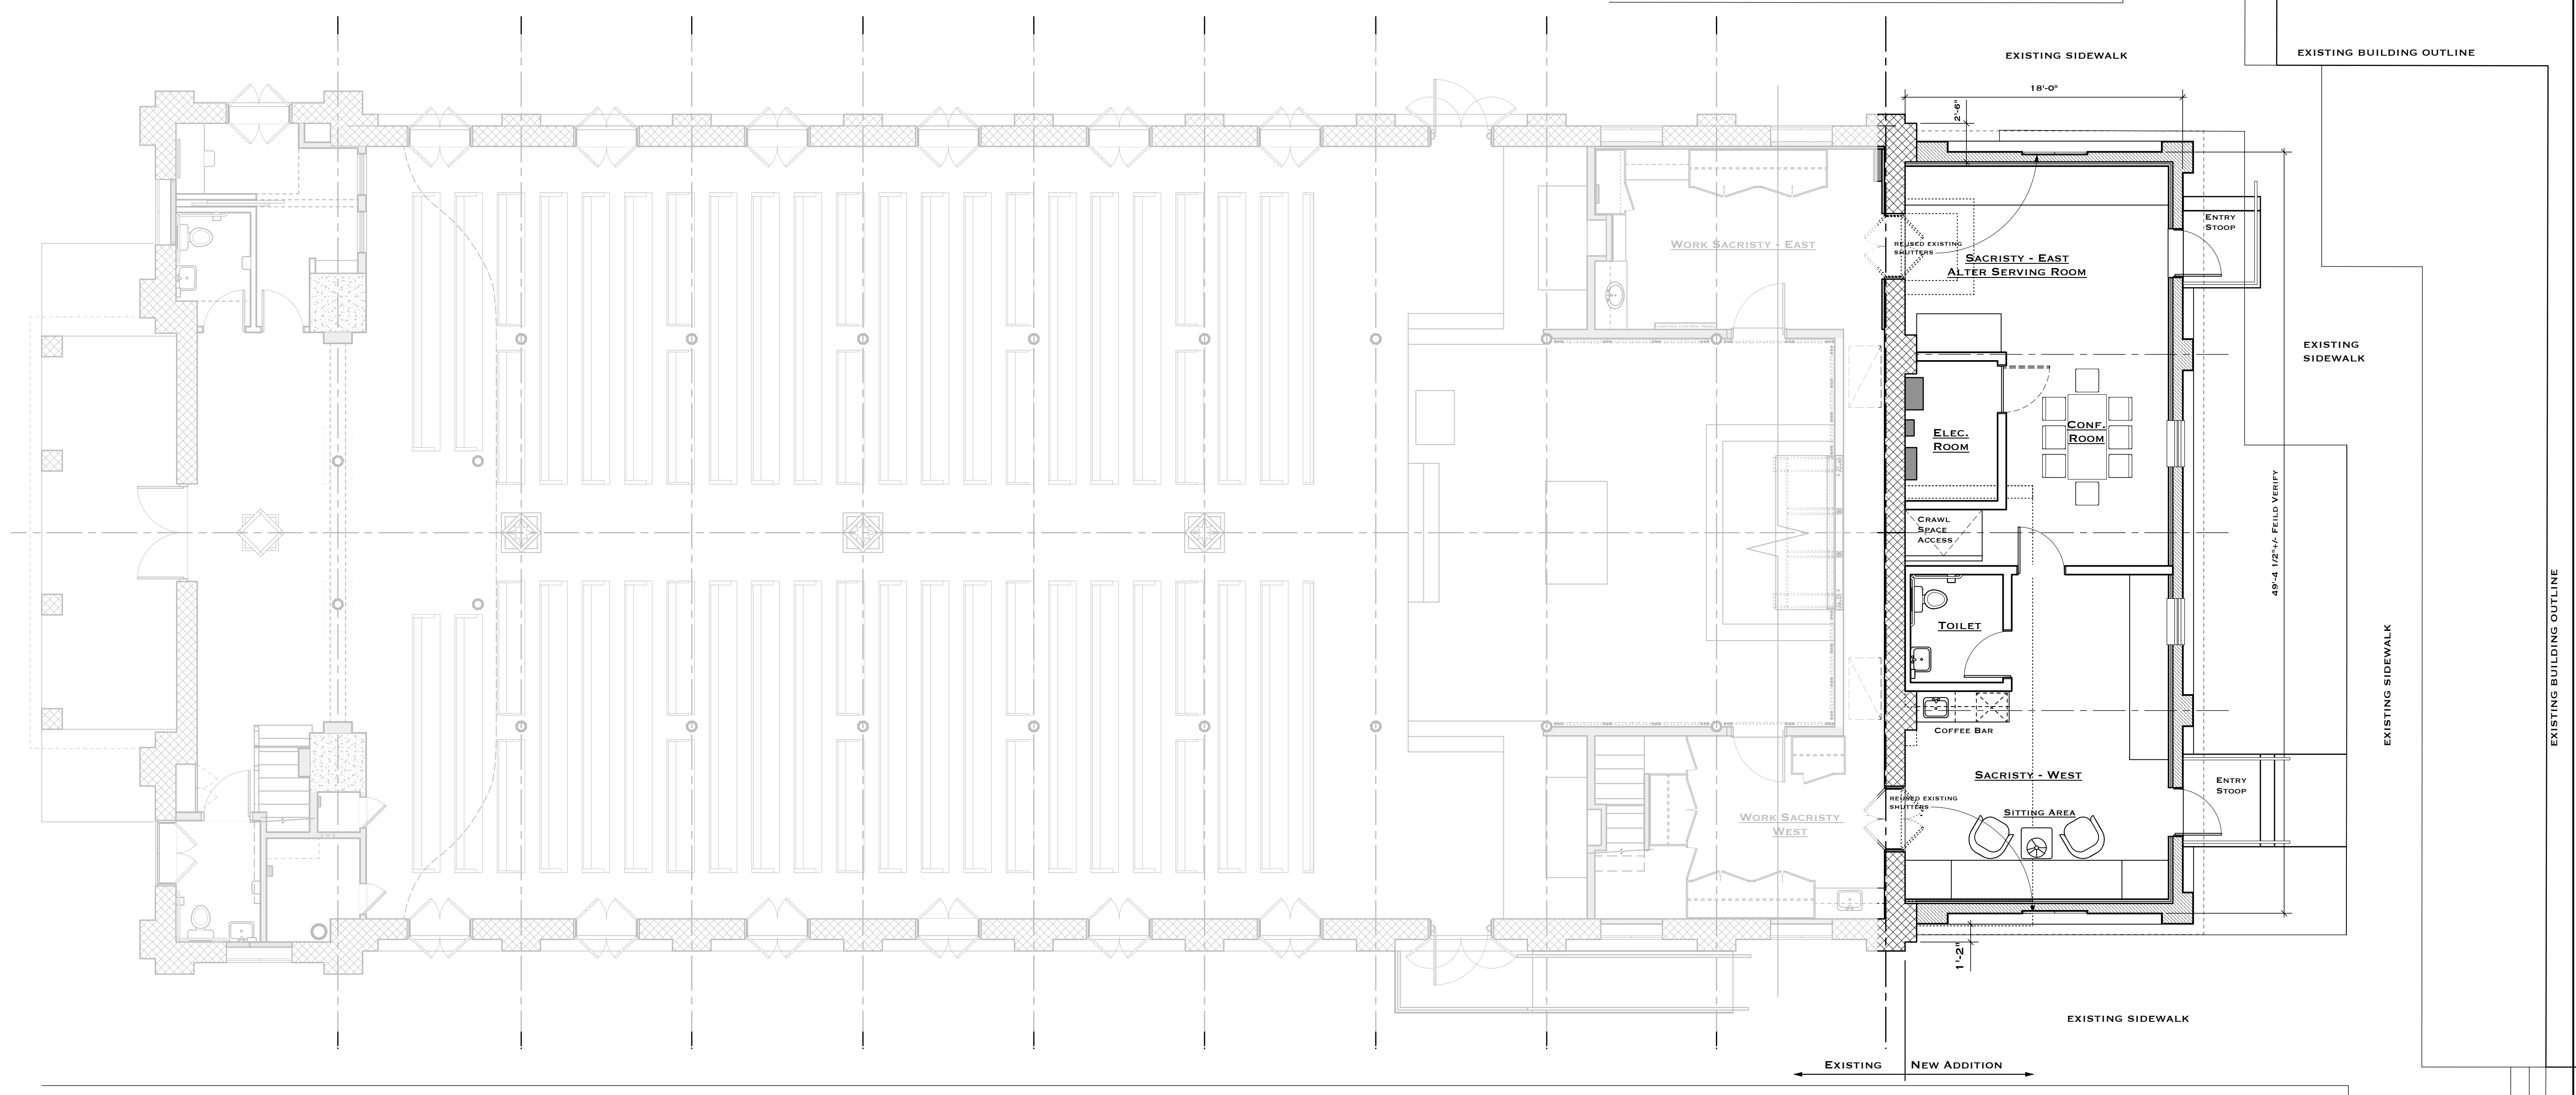 EXISTING BUILDING OUTLINE
EXISTING SIDEWALK
18'-0"
2'-6"
ENTRY
STOOP
WORK SACRISTY - EAST
REUSED EXISTING
SHUTTERS
SACRISTY - EAST
ALTER SERVING ROOM
LIGHTING CONTROL PANEL
EXISTING
SIDEWALK
ELEC.
ROOM
CONF.
ROOM
CRAWL
SPACE
ACCESS
49'-4 1/2"+/- FEILD VERIFY
TOILET
EXISTING SIDEWALK
EXISTING BUILDING OUTLINE
COFFEE BAR
SACRISTY - WEST
ENTRY
STOOP
REUSED EXISTING
SHUTTERS
SITTING AREA
WORK SACRISTY
WEST
1'-2"
EXISTING SIDEWALK
EXISTING
NEW ADDITION